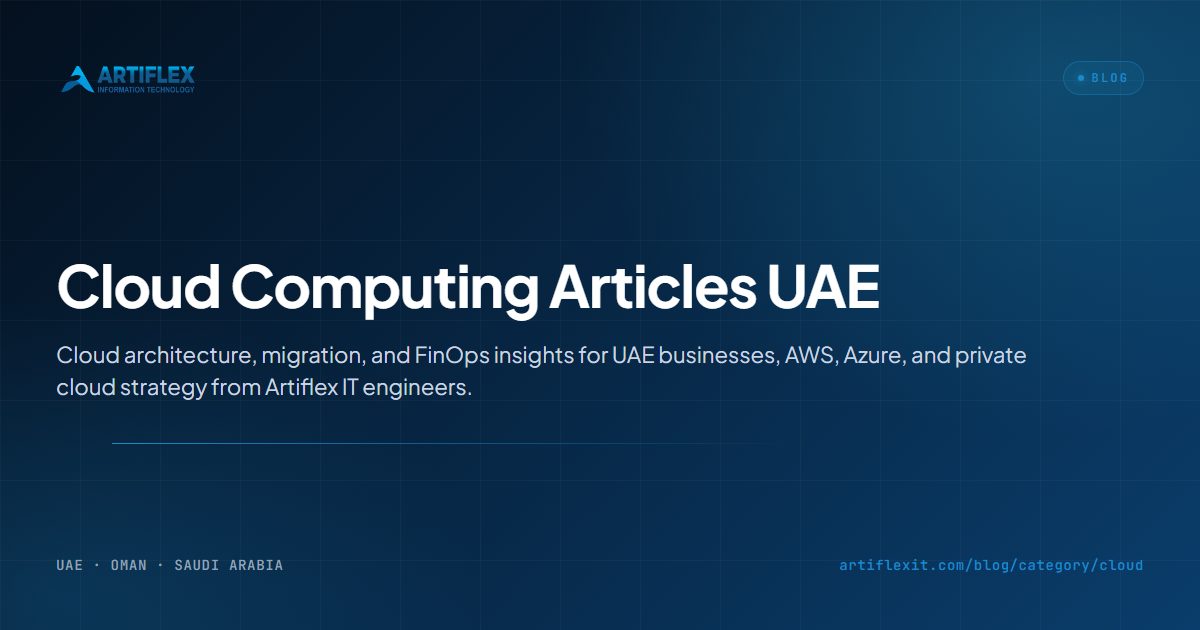 ARTIFLEX
INFORMATION TECHNOLOGY
BLOG
Cloud Computing Articles UAE
Cloud architecture, migration, and FinOps insights for UAE businesses, AWS, Azure, and private
cloud strategy from Artiflex IT engineers.
UAE · OMAN · SAUDI ARABIA
artiflexit.com/blog/category/cloud